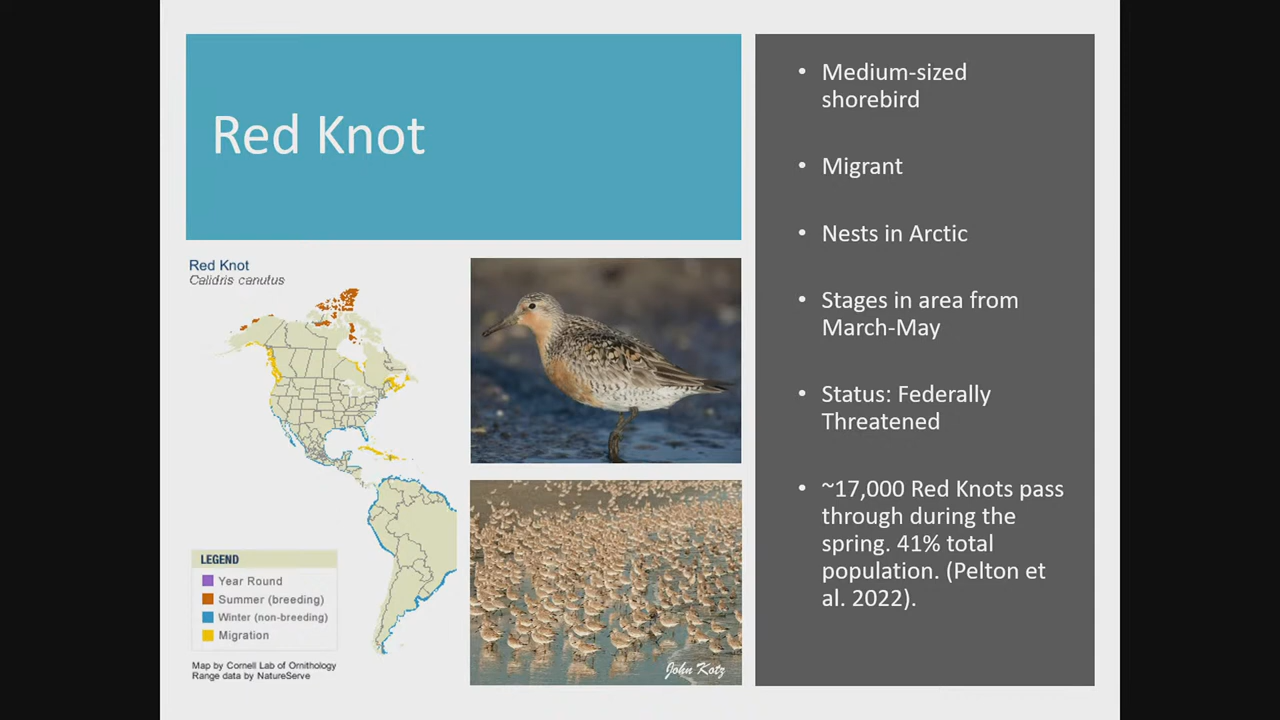 Red Knot
Red Knot
Calidris canutus
LEGEND
Year Round
Summer (breeding)
Winter (non-breeding)
Migration
Map by Cornell Lab of Ornithology
Range data by NatureServe
John Kotz
• Medium-sized
shorebird
• Migrant
• Nests in Arctic
• Stages in area from
March-May
• Status: Federally
Threatened
• ~17,000 Red Knots pass
through during the
spring. 41% total
population. (Pelton et
al. 2022).